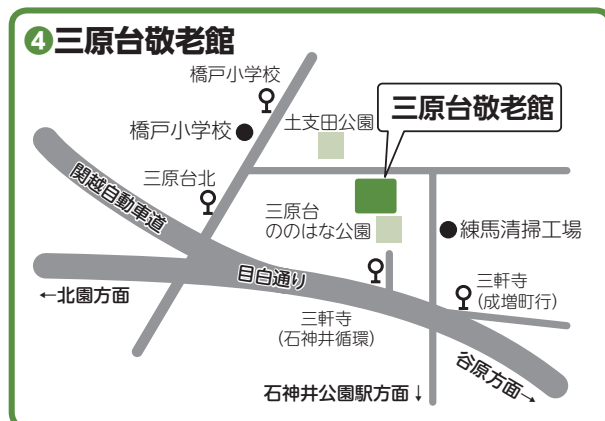 ④三原台敬老館
橋戸小学校
橋戸小学校
土支田公園
三原台敬老館
三原台北
関越自動車道
三原台
ののはな公園
練馬清掃工場
目白通り
←北園方面
三軒寺
(石神井循環)
三軒寺
(成増町行)
谷原方面→
石神井公園駅方面↓